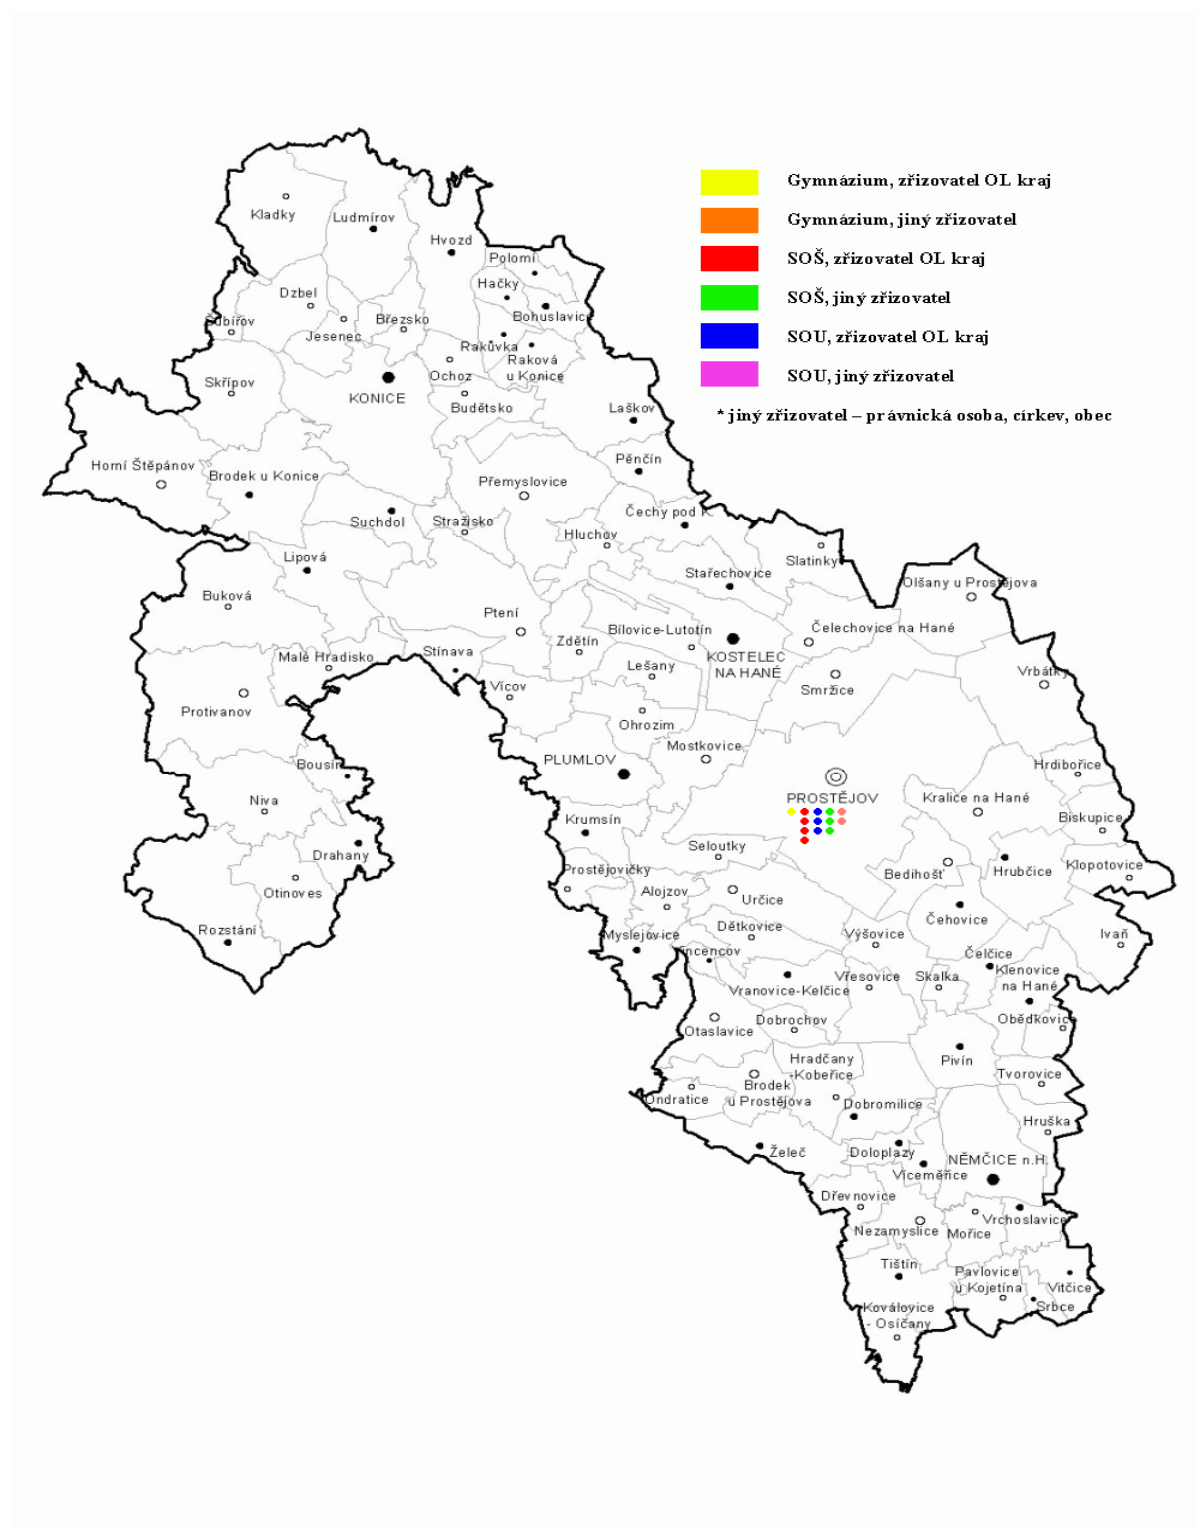 Gymnázium, zřizovatel OL kraj
Gymnázium, jiný zřizovatel
SOŠ, zřizovatel OL kraj
SOŠ, jiný zřizovatel
SOU, zřizovatel OL kraj
SOU, jiný zřizovatel
* jiný zřizovatel – právnická osoba, církev, obec
Kladky
Ludmírov
Hvozd
Polomí
Hačky
Dzbel
Šubířov
Jesenec
Březsko
Bohuslavice
Rakůvka
Raková
u Konice
Ochoz
Skřípov
KONICE
Budětsko
Laškov
Pěnčín
Horní Štěpánov
Brodek u Konice
Přemyslovice
Suchdol
Stražisko
Čechy pod K.
Hluchov
Slatinky
Lipová
Stařechovice
Olšany u Prostějova
Buková
Ptení
Zdětín
Bílovice-Lutotín
Čelechovice na Hané
KOSTELEC
NA HANÉ
Malé Hradisko
Stínava
Lešany
Vrbátky
Vícov
Smržice
Protivanov
Ohrozim
Mostkovice
PLUMLOV
Bousín
Hrdibořice
Niva
PROSTĚJOV
Kralice na Hané
Krumsín
Biskupice
Drahany
Seloutky
Prostějovičky
Bedihošť
Hrubčice
Klopotovice
Otinoves
Alojzov
Určice
Čehovice
Rozstání
Myslejovice
Dětkovice
Výšovice
Ivaň
Vincencov
Čelčice
Vranovice-Kelčice
Vřesovice
Skalka
Klenovice
na Hané
Otaslavice
Dobrochov
Obědkovice
Hradčany
-Kobeřice
Pivín
Tvorovice
Brodek
u Prostějova
Ondratice
Dobromilice
Hruška
Želeč
Doloplazy
NĚMČICE n.H.
Víceměřice
Dřevnovice
Nezamyslice
Mořice
Vrchoslavice
Tištín
Pavlovice
u Kojetína
Vitčice
Srbce
Koválovice
- Osíčany